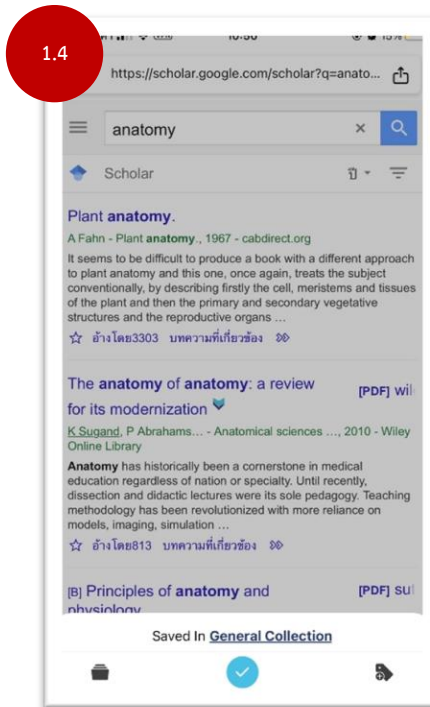 1.4
10:50
15%
https://scholar.google.com/scholar?q=anato...
anatomy
Scholar
ปี
Plant anatomy.
A Fahn - Plant anatomy., 1967 - cabdirect.org
It seems to be difficult to produce a book with a different approach
to plant anatomy and this one, once again, treats the subject
conventionally, by describing firstly the cell, meristems and tissues
of the plant and then the primary and secondary vegetative
structures and the reproductive organs ...
อ้างโดย3303 บทความที่เกี่ยวข้อง
The anatomy of anatomy: a review [PDF] wil
for its modernization
K Sugand, P Abrahams... - Anatomical sciences ..., 2010 - Wiley
Online Library
Anatomy has historically been a cornerstone in medical
education regardless of nation or specialty. Until recently,
dissection and didactic lectures were its sole pedagogy. Teaching
methodology has been revolutionized with more reliance on
models, imaging, simulation ...
อ้างโดย813 บทความที่เกี่ยวข้อง
[B] Principles of anatomy and [PDF] su
physiology
Saved In General Collection